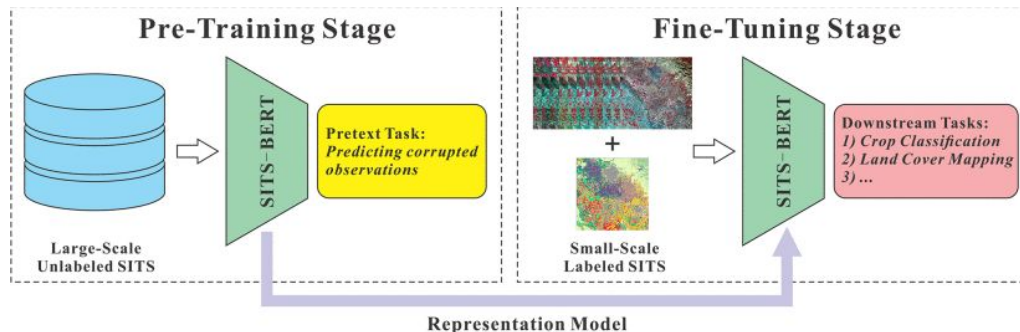 Pre-Training Stage
SITS-BERT
Pretext Task:
Predicting corrupted
observations
Large-Scale
Unlabeled SITS
Fine-Tuning Stage
+
Small-Scale
Labeled SITS
SITS-BERT
Downstream Tasks:
1) Crop Classification
2) Land Cover Mapping
3) ...
Representation Model